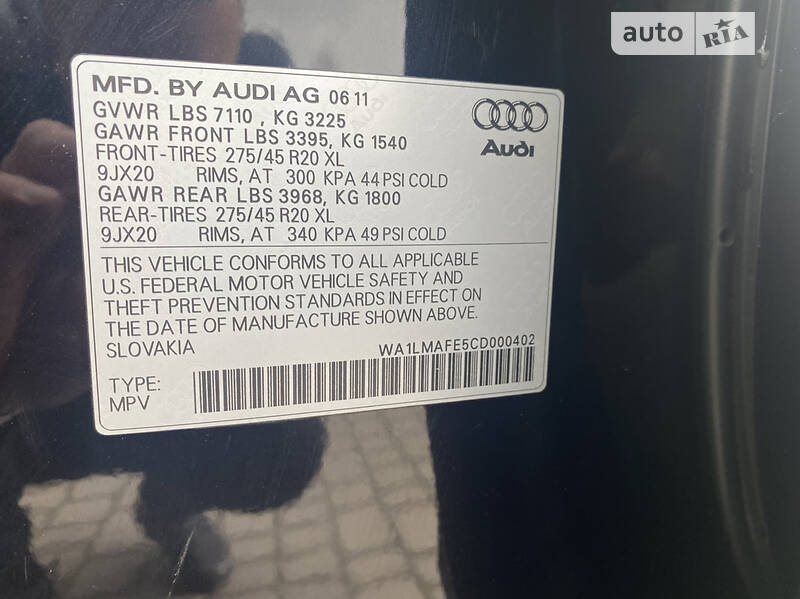 auto RIA
MFD. BY AUDI AG 06 11
GVWR LBS 7110 , KG 3225
GAWR FRONT LBS 3395, KG 1540
FRONT-TIRES 275/45 R20 XL
9JX20 RIMS, AT 300 KPA 44 PSI COLD
GAWR REAR LBS 3968, KG 1800
REAR-TIRES 275/45 R20 XL
9JX20 RIMS, AT 340 KPA 49 PSI COLD
Audi
THIS VEHICLE CONFORMS TO ALL APPLICABLE
U.S. FEDERAL MOTOR VEHICLE SAFETY AND
THEFT PREVENTION STANDARDS IN EFFECT ON
THE DATE OF MANUFACTURE SHOWN ABOVE.
SLOVAKIA WA1LMAFE5CD000402
TYPE:
MPV